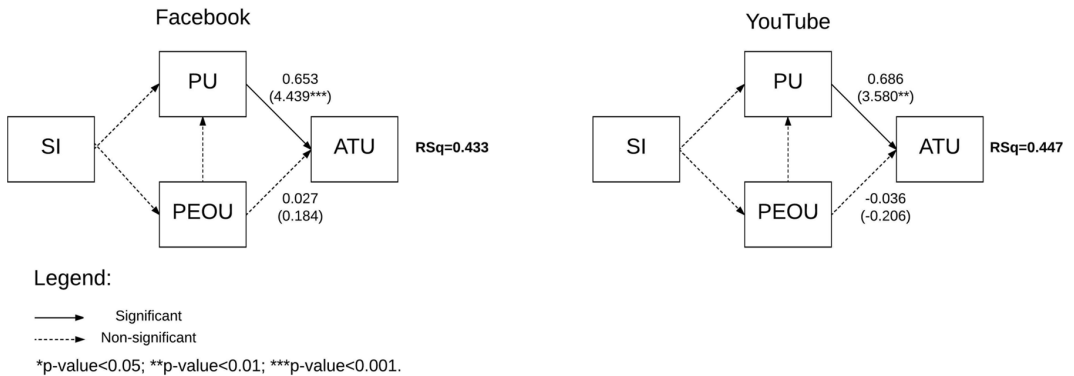 Facebook
PU
0.653
(4.439***)
SI
ATU
RSq=0.433
PEOU
0.027
(0.184)
YouTube
PU
0.686
(3.580**)
SI
ATU
RSq=0.447
PEOU
-0.036
(-0.206)
Legend:
Significant
Non-significant
*p-value<0.05; **p-value<0.01; ***p-value<0.001.